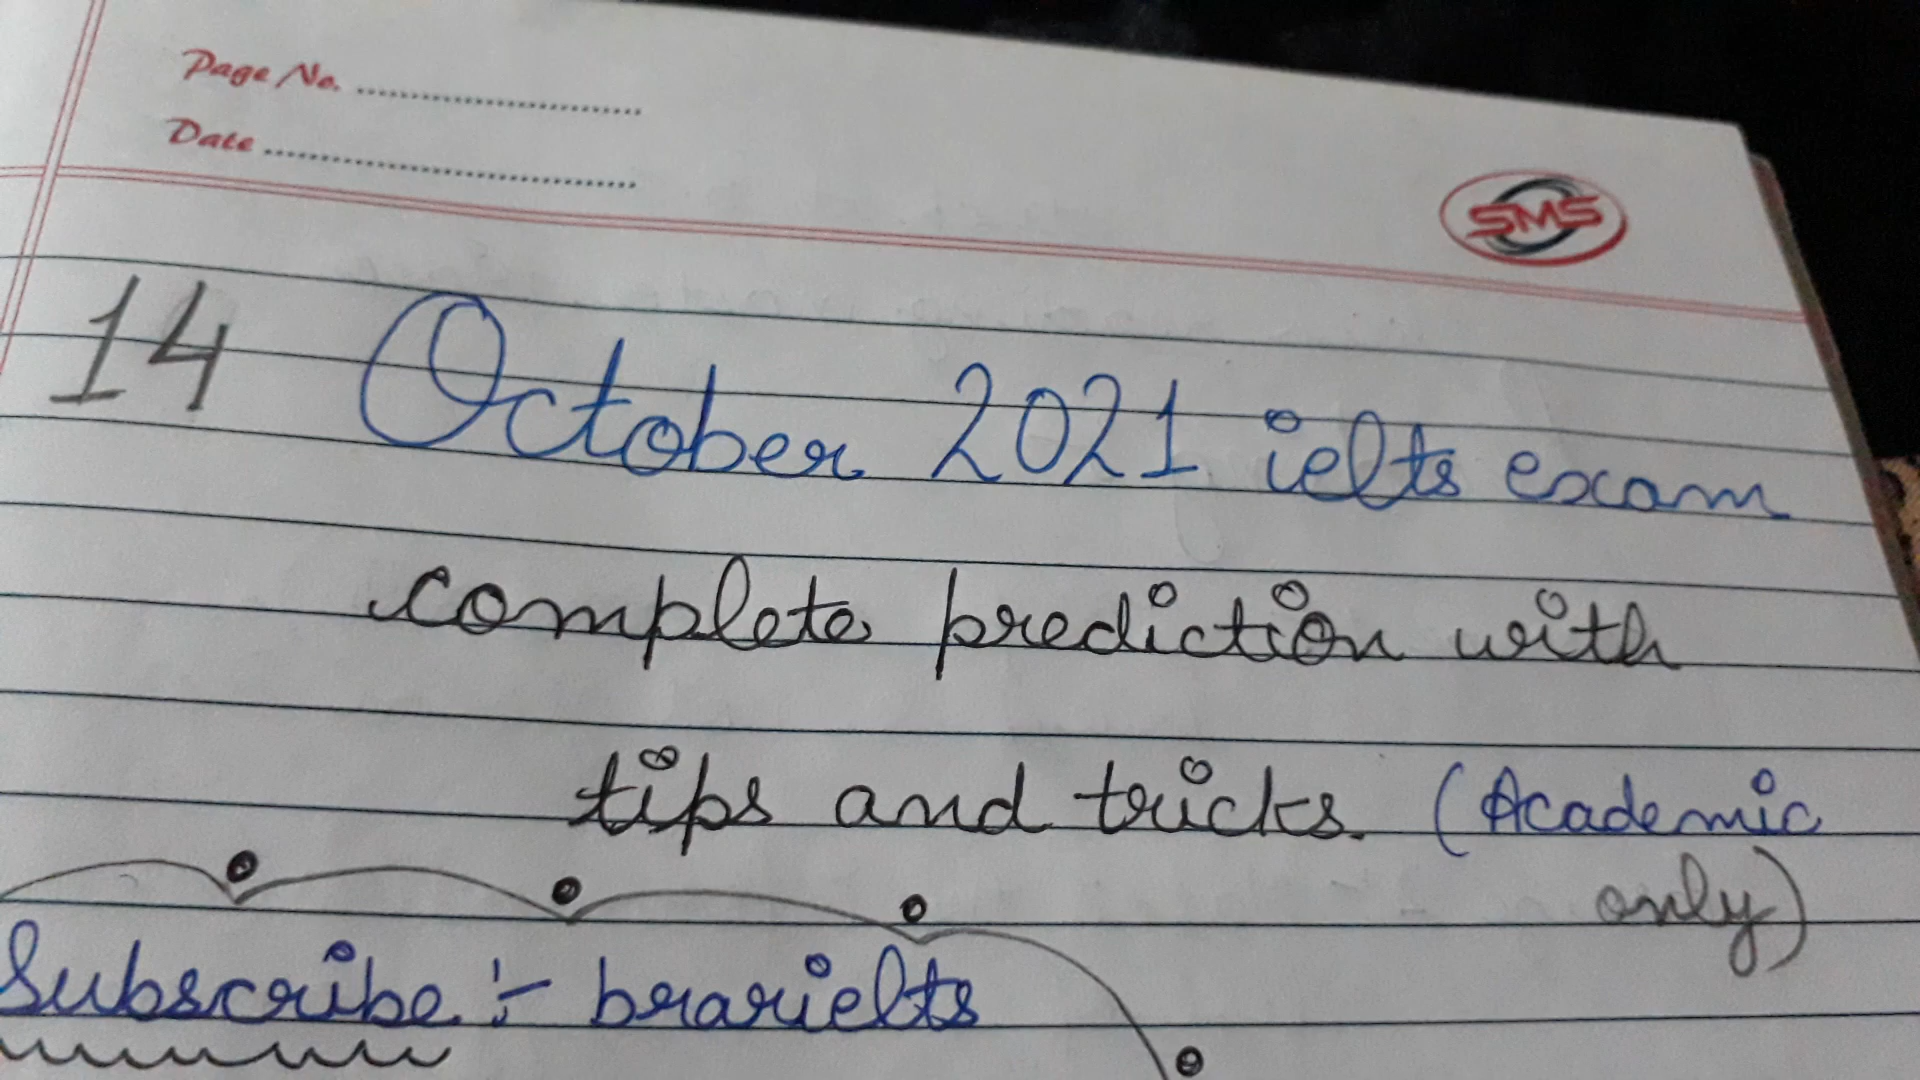 Page No. ........................
Date ........................
SMS
14 October 2021 ielts exam
complete prediction with
tips and tricks. (Academic
only)
Subscribe :- brarielts